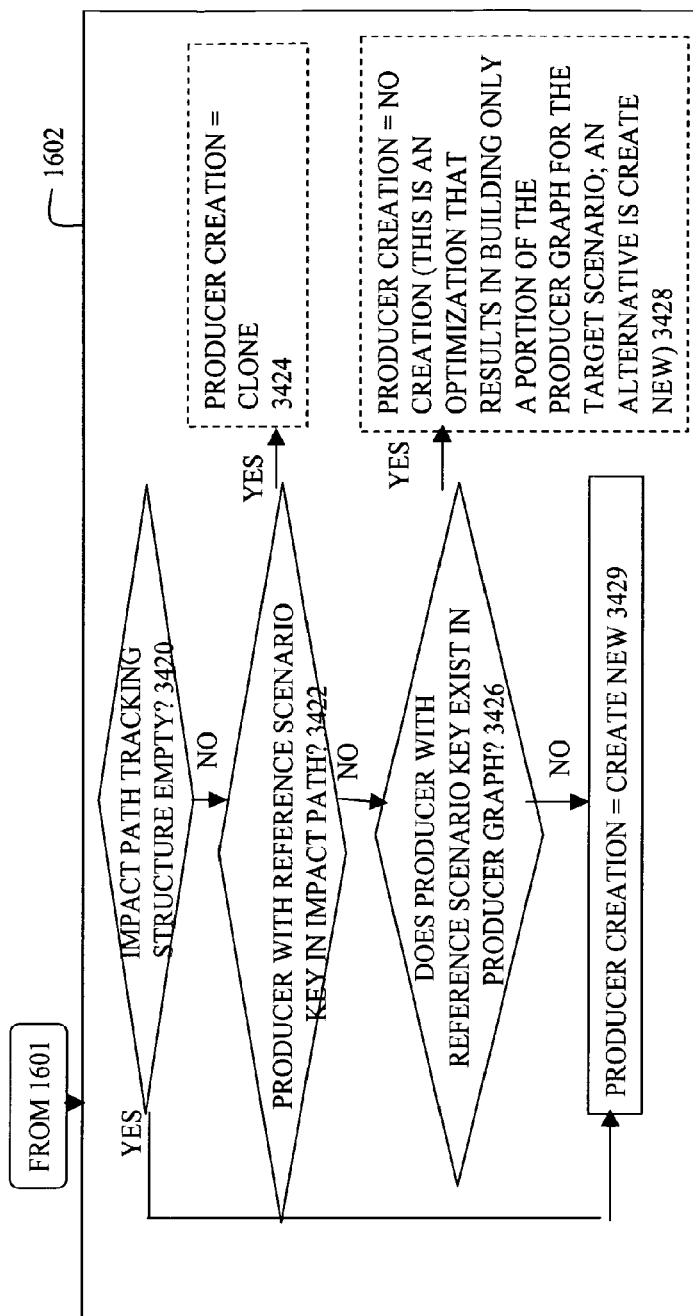 FROM 1601
1602
IMPACT PATH TRACKING
STRUCTURE EMPTY? 3420
YES
NO
PRODUCER WITH REFERENCE SCENARIO
KEY IN IMPACT PATH? 3422
YES
PRODUCER CREATION =
CLONE
3424
NO
DOES PRODUCER WITH
REFERENCE SCENARIO KEY EXIST IN
PRODUCER GRAPH? 3426
YES
PRODUCER CREATION = NO
CREATION (THIS IS AN
OPTIMIZATION THAT
RESULTS IN BUILDING ONLY
A PORTION OF THE
PRODUCER GRAPH FOR THE
TARGET SCENARIO; AN
ALTERNATIVE IS CREATE
NEW) 3428
NO
PRODUCER CREATION = CREATE NEW 3429